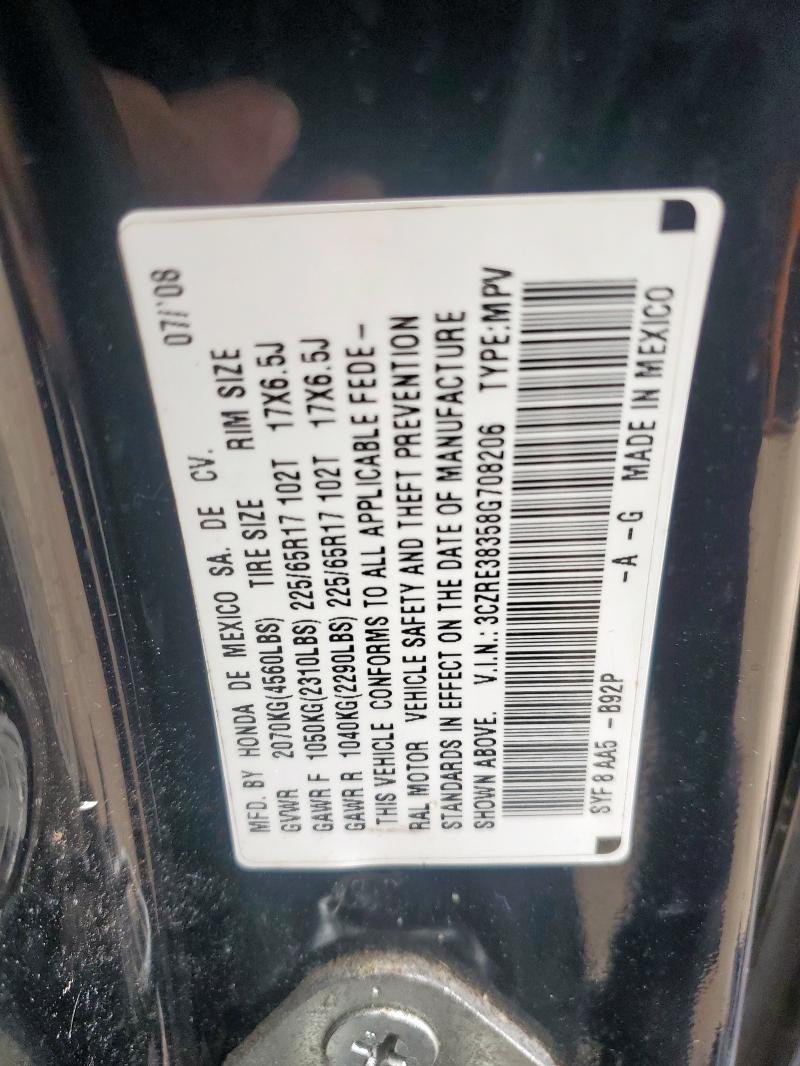 07/'08
MFD. BY HONDA DE MEXICO SA. DE CV.
GVWR 2070KG(4560LBS) TIRE SIZE RIM SIZE
GAWR F 1050KG(2310LBS) 225/65R17 102T 17X6.5J
GAWR R 1040KG(2290LBS) 225/65R17 102T 17X6.5J
THIS VEHICLE CONFORMS TO ALL APPLICABLE FEDE-
RAL MOTOR VEHICLE SAFETY AND THEFT PREVENTION
STANDARDS IN EFFECT ON THE DATE OF MANUFACTURE
SHOWN ABOVE. V.I.N.: 3CZRE38358G708206 TYPE:MPV
SYF8AA5 -B92P -A -G MADE IN MEXICO